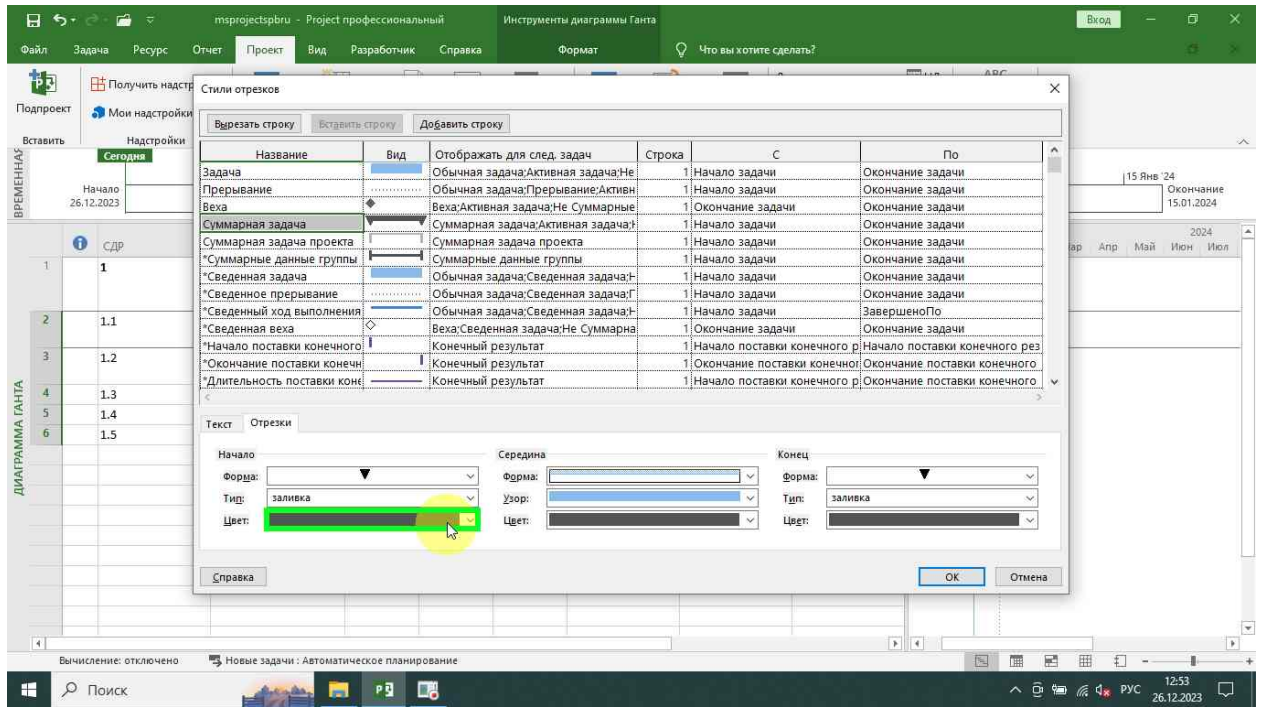 msprojectspbru - Project профессиональный
Инструменты диаграммы Ганта
Вход
Файл Задача Ресурс Отчет Проект Вид Разработчик Справка Формат Что вы хотите сделать?
Подпроект
Получить надстр
Мои надстройки
Вставить Надстройки
ВРЕМЕННАЯ
Сегодня
Начало
26.12.2023
15 Янв '24
Окончание
15.01.2024
Стили отрезков
Вырезать строку Вставить строку Добавить строку
Название Вид Отображать для след. задач Строка С По
Задача Обычная задача;Активная задача;Не 1 Начало задачи Окончание задачи
Прерывание Обычная задача;Прерывание;Активн 1 Начало задачи Окончание задачи
Веха Веха;Активная задача;Не Суммарные 1 Окончание задачи Окончание задачи
Суммарная задача Суммарная задача;Активная задача;Н 1 Начало задачи Окончание задачи
Суммарная задача проекта Суммарная задача проекта 1 Начало задачи Окончание задачи
*Суммарные данные группы Суммарные данные группы 1 Начало задачи Окончание задачи
*Сведенная задача Обычная задача;Сведенная задача;Н 1 Начало задачи Окончание задачи
*Сведенное прерывание Обычная задача;Сведенная задача;П 1 Начало задачи Окончание задачи
*Сведенный ход выполнения Обычная задача;Сведенная задача;Н 1 Начало задачи ЗавершеноПо
*Сведенная веха Веха;Сведенная задача;Не Суммарна 1 Окончание задачи Окончание задачи
*Начало поставки конечного Конечный результат 1 Начало поставки конечного р Начало поставки конечного рез
*Окончание поставки конечн Конечный результат 1 Окончание поставки конечног Окончание поставки конечного
*Длительность поставки коне Конечный результат 1 Начало поставки конечного р Окончание поставки конечного
Текст Отрезки
Начало Середина Конец
Форма: Форма: Форма:
Тип: заливка Узор: Тип: заливка
Цвет: Цвет: Цвет:
Справка ОК Отмена
СДР
2024
Апр Май Июн Июл
1 1
2 1.1
3 1.2
4 1.3
5 1.4
6 1.5
ДИАГРАММА ГАНТА
Вычисление: отключено Новые задачи : Автоматическое планирование
Поиск
РУС
12:53
26.12.2023